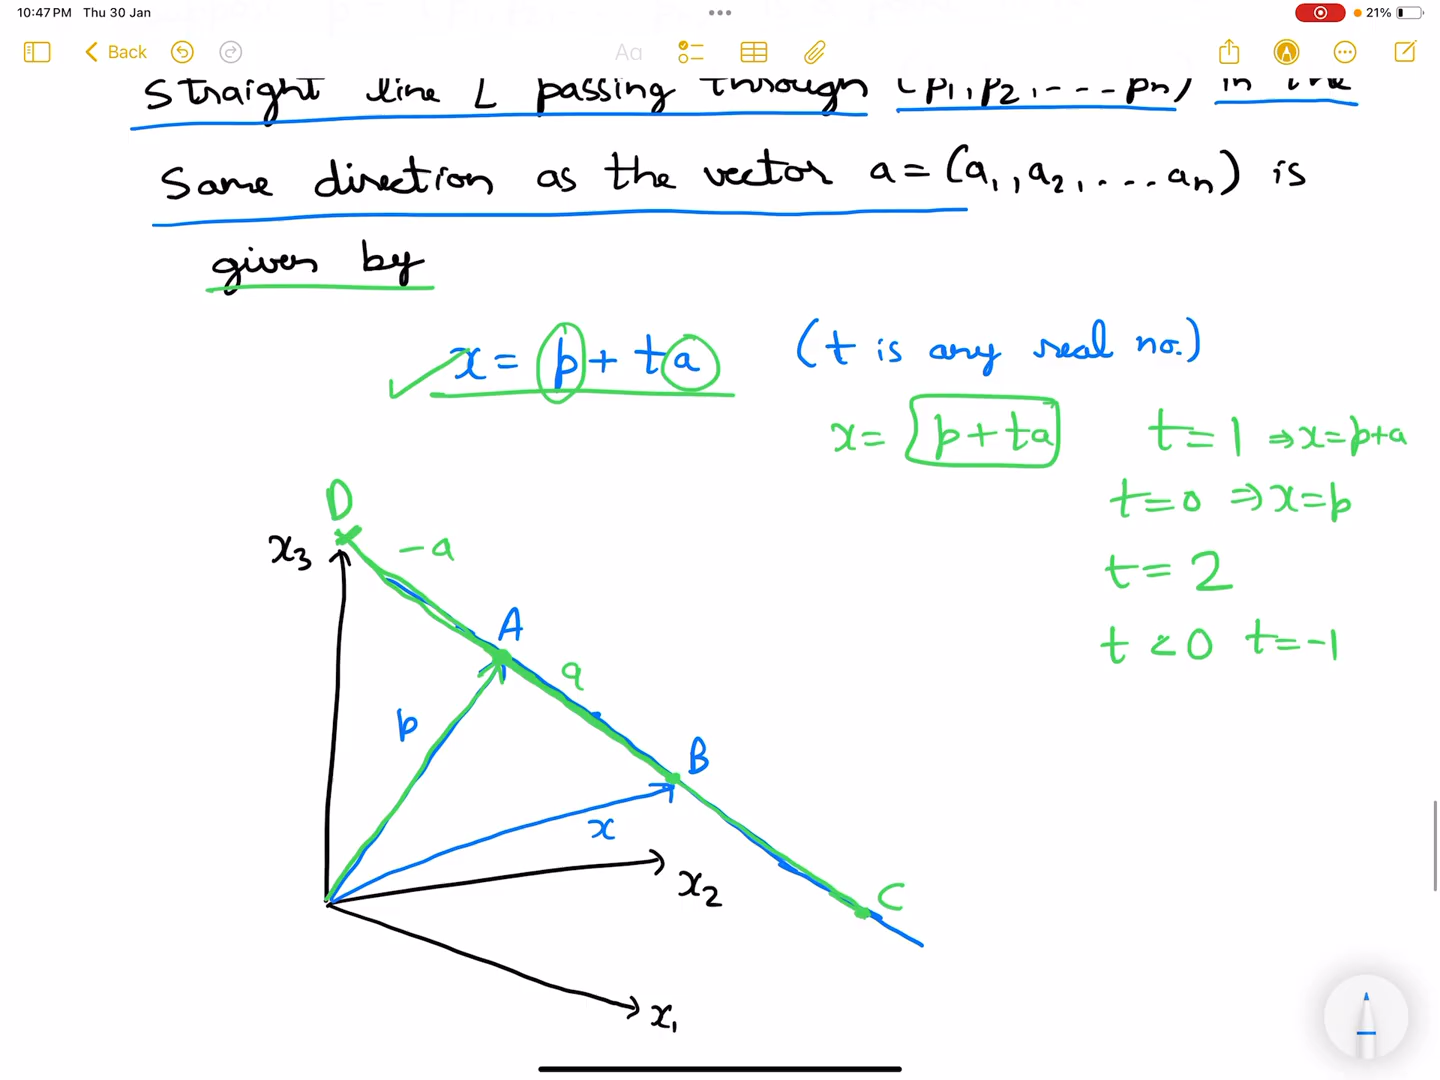 10:47 PM Thu 30 Jan
21%
Back
Aa
straight line L passing through (p₁, p₂, ---- pₙ) in the
same direction as the vector a = (a₁, a₂, .... aₙ) is
given by
x = p + ta (t is any real no.)
x = p + ta t = 1 ⇒ x = p+a
t = 0 ⇒ x = p
t = 2
t < 0 t = -1
D
x₃
-a
A
a
p
B
x
x₂
C
x₁